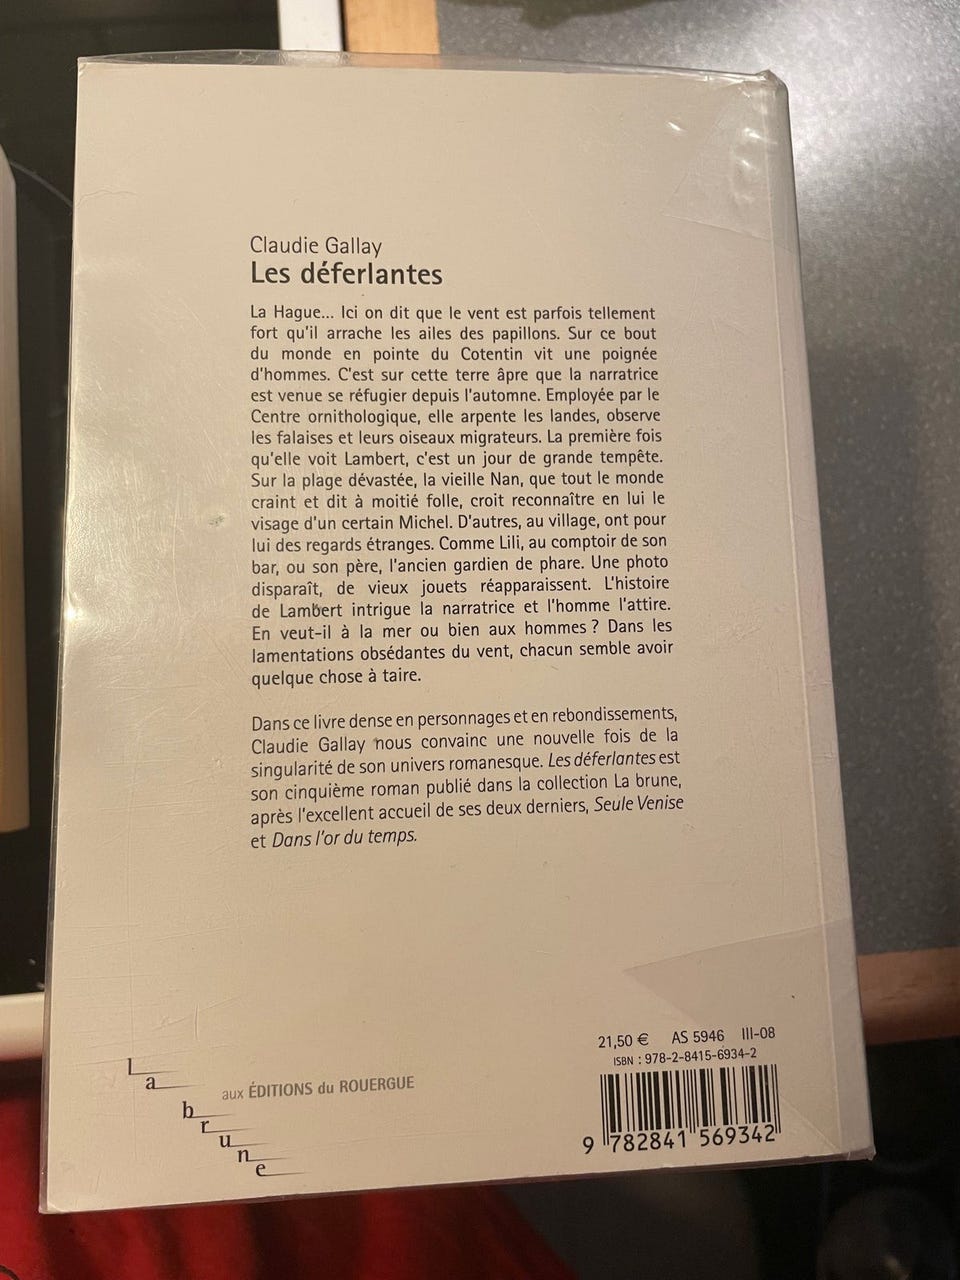 Claudie Gallay
Les déferlantes
La Hague... Ici on dit que le vent est parfois tellement
fort qu'il arrache les ailes des papillons. Sur ce bout
du monde en pointe du Cotentin vit une poignée
d'hommes. C'est sur cette terre âpre que la narratrice
est venue se réfugier depuis l'automne. Employée par le
Centre ornithologique, elle arpente les landes, observe
les falaises et leurs oiseaux migrateurs. La première fois
qu'elle voit Lambert, c'est un jour de grande tempête.
Sur la plage dévastée, la vieille Nan, que tout le monde
craint et dit à moitié folle, croit reconnaître en lui le
visage d'un certain Michel. D'autres, au village, ont pour
lui des regards étranges. Comme Lili, au comptoir de son
bar, ou son père, l'ancien gardien de phare. Une photo
disparaît, de vieux jouets réapparaissent. L'histoire
de Lambert intrigue la narratrice et l'homme l'attire.
En veut-il à la mer ou bien aux hommes ? Dans les
lamentations obsédantes du vent, chacun semble avoir
quelque chose à taire.
Dans ce livre dense en personnages et en rebondissements,
Claudie Gallay nous convainc une nouvelle fois de la
singularité de son univers romanesque. Les déferlantes est
son cinquième roman publié dans la collection La brune,
après l'excellent accueil de ses deux derniers, Seule Venise
et Dans l'or du temps.
21,50 € AS 5946 III-08
ISBN : 978-2-8415-6934-2
9 782841 569342
La brune
aux ÉDITIONS du ROUERGUE